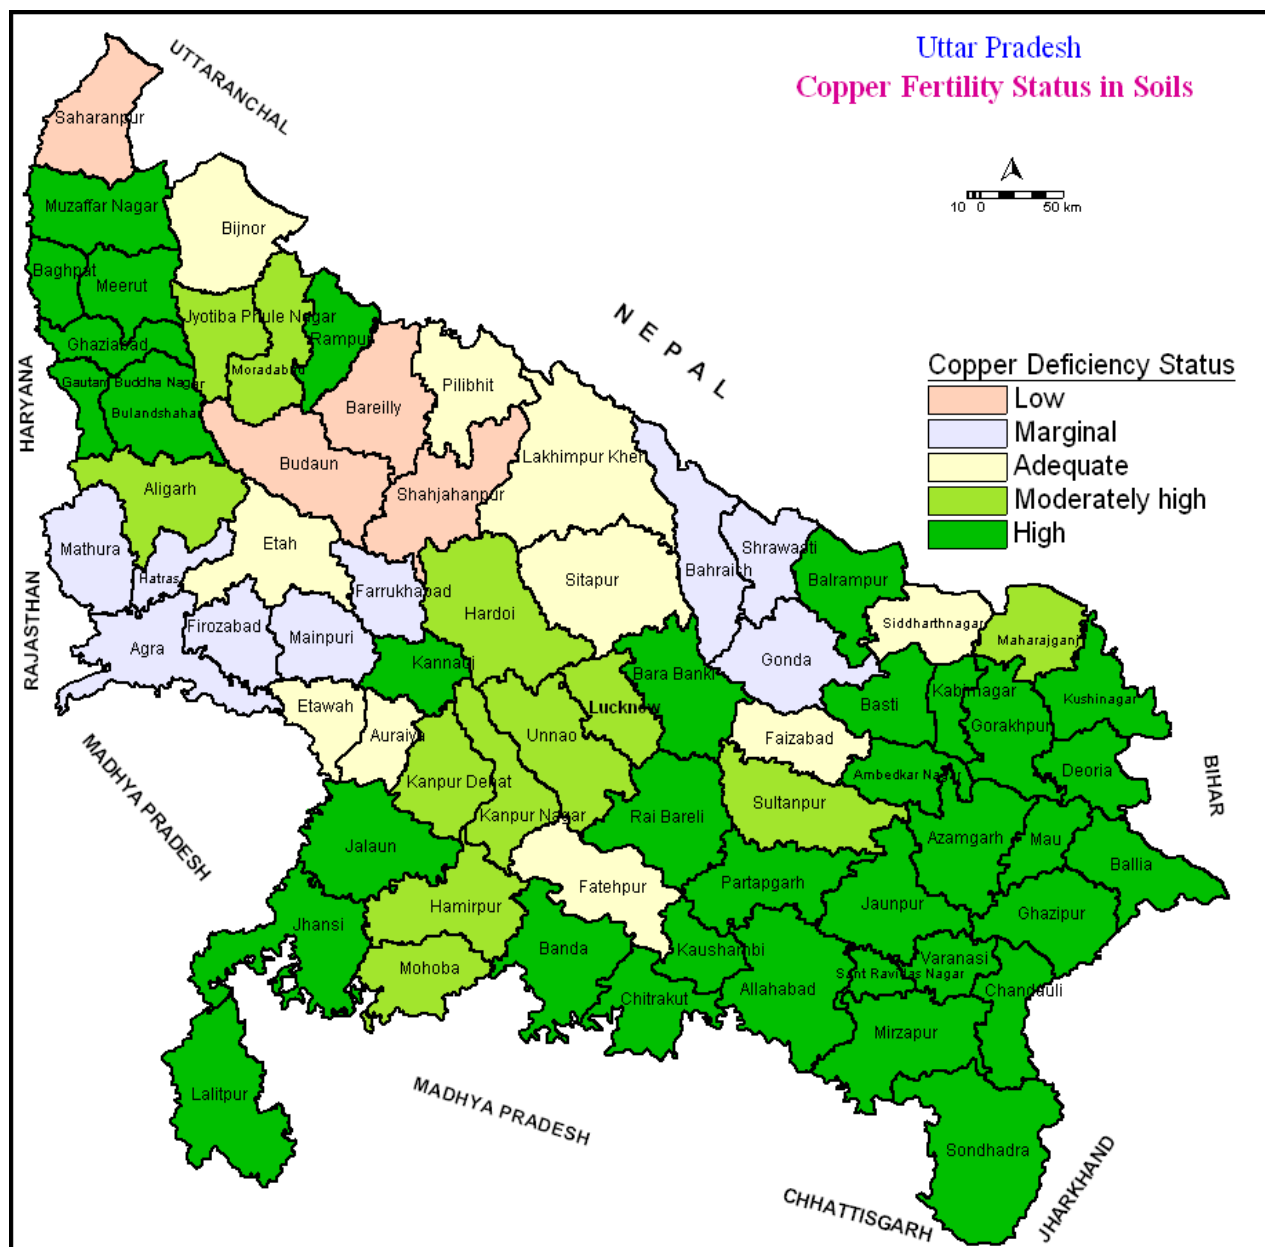 Uttar Pradesh
Copper Fertility Status in Soils
UTTARANCHAL
Saharanpur
10 0 50 km
Muzaffar Nagar
Bijnor
Baghpat
Meerut
NEPAL
Jyotiba Phule Nagar
Rampur
Ghaziabad
Moradabad
Gautam Buddha Nagar
Bulandshahar
Pilibhit
Bareilly
HARYANA
Copper Deficiency Status
Low
Marginal
Adequate
Moderately high
High
Budaun
Lakhimpur Kheri
Shahjahanpur
Aligarh
Mathura
Etah
Hatras
Farrukhabad
Sitapur
Bahraich
Shrawasti
Balrampur
RAJASTHAN
Hardoi
Firozabad
Mainpuri
Agra
Siddharthnagar
Maharajganj
Kannauj
Bara Banki
Gonda
Kabirnagar
Kushinagar
Etawah
Lucknow
Basti
Gorakhpur
Auraiya
Unnao
Faizabad
MADHYA PRADESH
Kanpur Dehat
Ambedkar Nagar
Deoria
BIHAR
Kanpur Nagar
Rai Bareli
Sultanpur
Jalaun
Azamgarh
Mau
Ballia
Fatehpur
Partapgarh
Hamirpur
Jaunpur
Ghazipur
Jhansi
Banda
Kaushambi
Varanasi
Mohoba
Sant Ravidas Nagar
Chitrakut
Allahabad
Chandauli
Mirzapur
Lalitpur
MADHYA PRADESH
Sondhadra
CHHATTISGARH
JHARKHAND